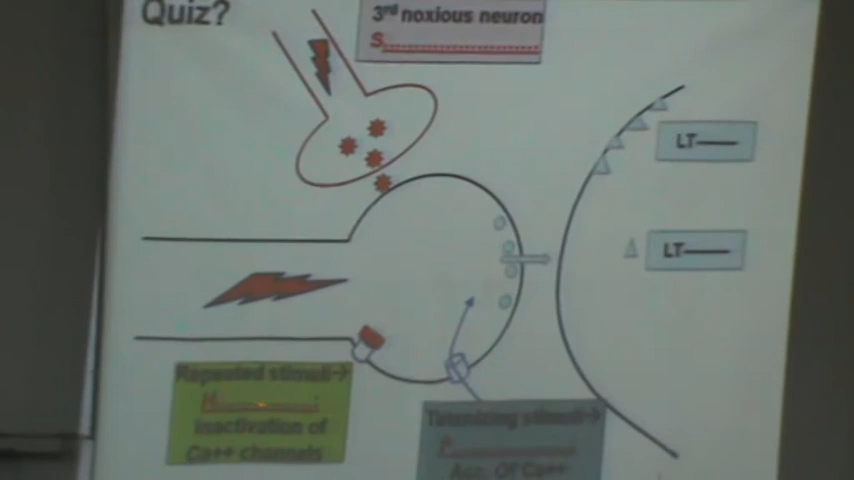 Quiz?
3rd noxious neuron
S....................
LT——
LT——
Repeated stimuli->
H..............
Inactivation of
Ca++ channels
Tetanizing stimuli->
P....................
Acc. Of Ca++